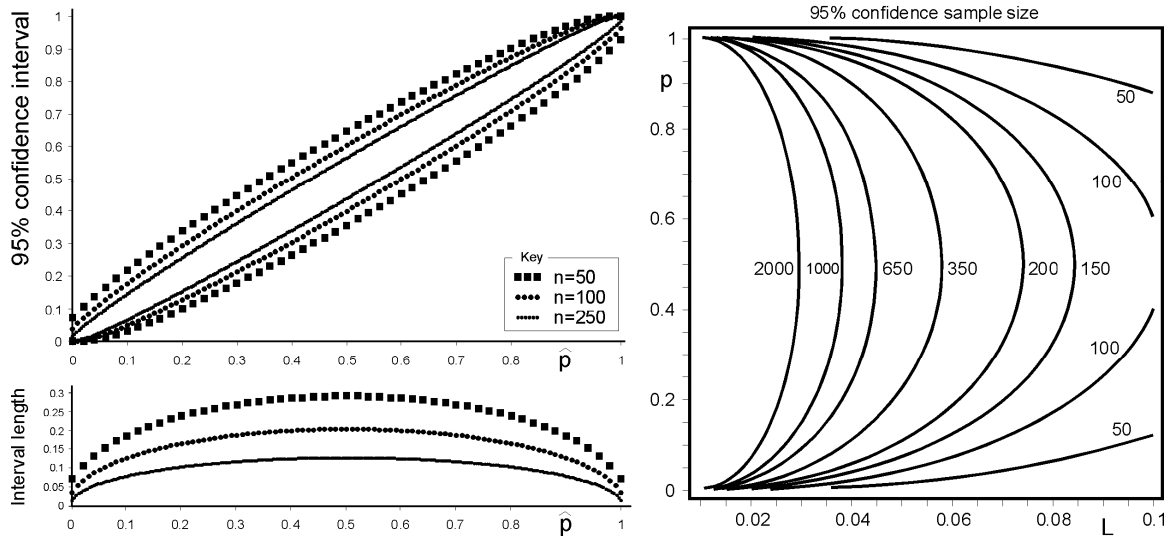 95% confidence interval
1
0.9
0.8
0.7
0.6
0.5
0.4
0.3
0.2
0.1
0
0 0.1 0.2 0.3 0.4 0.5 0.6 0.7 0.8 p̂ 1
Key
n=50
n=100
n=250
Interval length
0.3
0.25
0.2
0.15
0.1
0.05
0
0 0.1 0.2 0.3 0.4 0.5 0.6 0.7 0.8 p̂ 1
95% confidence sample size
1
p
0.8
0.6
0.4
0.2
0
50
100
2000 1000 650 350 200 150
100
50
0.02 0.04 0.06 0.08 L 0.1